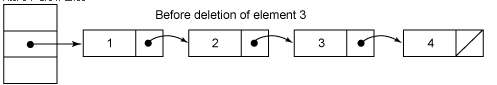 Before deletion of element 3
1 2 3 4